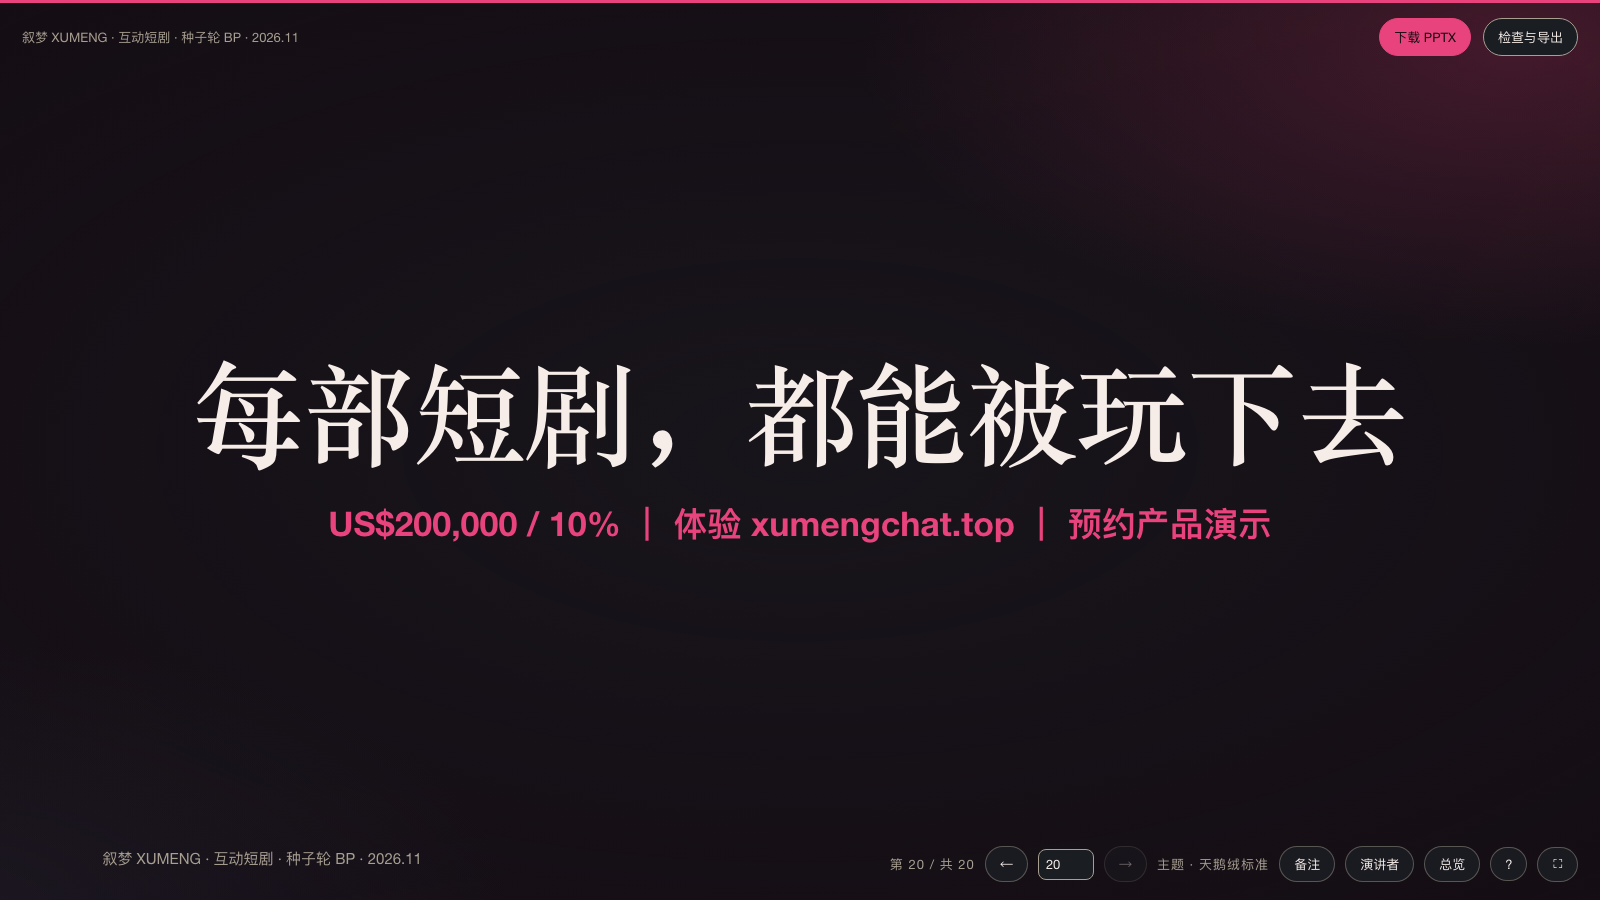 叙梦 XUMENG · 互动短剧 · 种子轮 BP · 2026.11
下载 PPTX
检查与导出
每部短剧，都能被玩下去
US$200,000 / 10% ｜ 体验 xumengchat.top ｜ 预约产品演示
叙梦 XUMENG · 互动短剧 · 种子轮 BP · 2026.11
第 20 / 共 20
←
20
→
主题 · 天鹅绒标准
备注
演讲者
总览
?